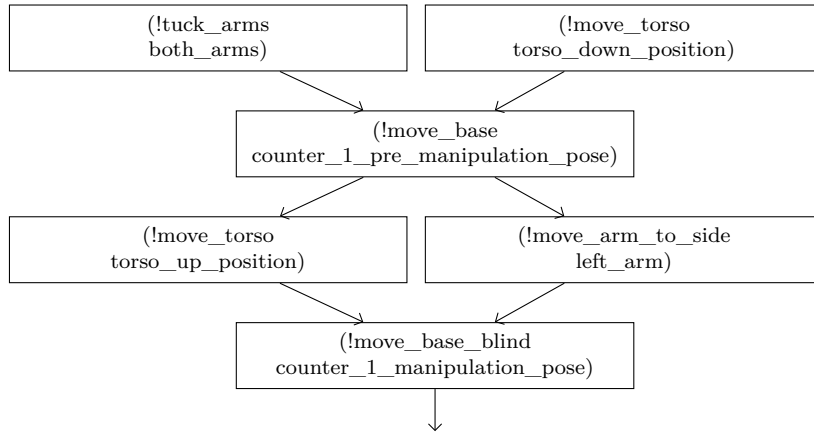 (!tuck_arms
both_arms)
(!move_torso
torso_down_position)
(!move_base
counter_1_pre_manipulation_pose)
(!move_torso
torso_up_position)
(!move_arm_to_side
left_arm)
(!move_base_blind
counter_1_manipulation_pose)